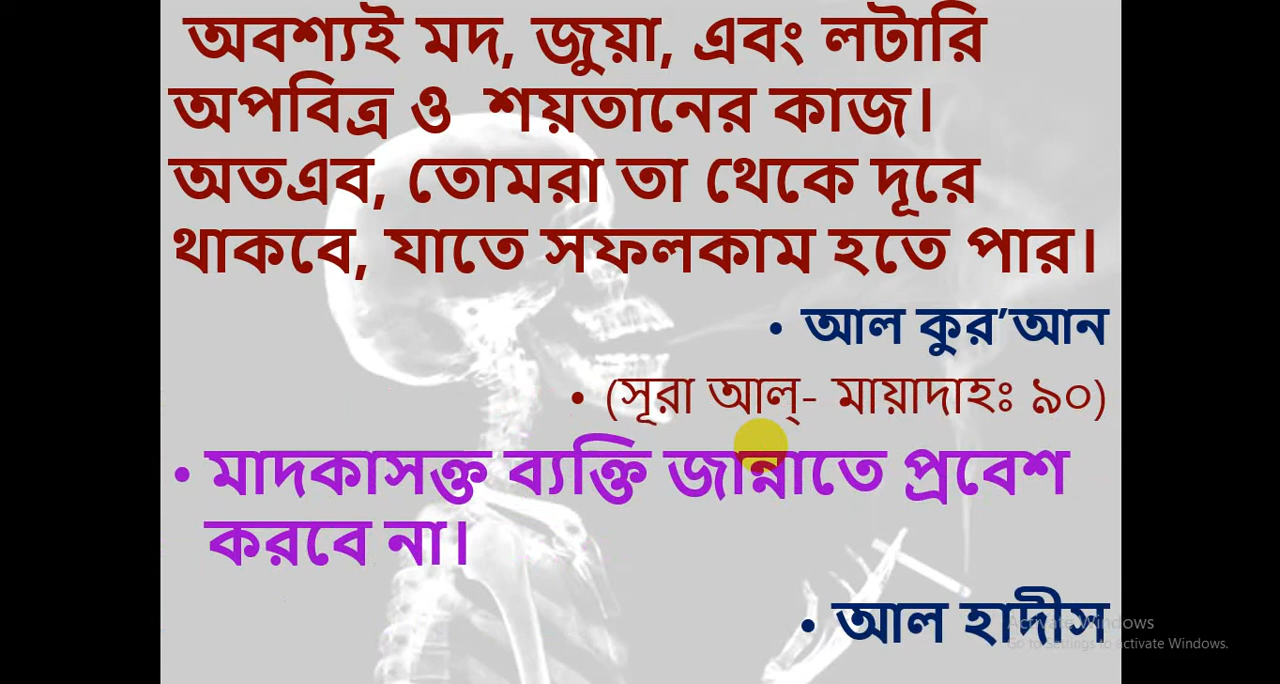 অবশ্যই মদ, জুয়া, এবং লটারি
অপবিত্র ও শয়তানের কাজ।
অতএব, তোমরা তা থেকে দূরে
থাকবে, যাতে সফলকাম হতে পার।
• আল কুর’আন
• (সূরা আল্- মায়াদাহঃ ৯০)
• মাদকাসক্ত ব্যক্তি জান্নাতে প্রবেশ
করবে না।
• আল হাদীস
Activate Windows
Go to Settings to activate Windows.